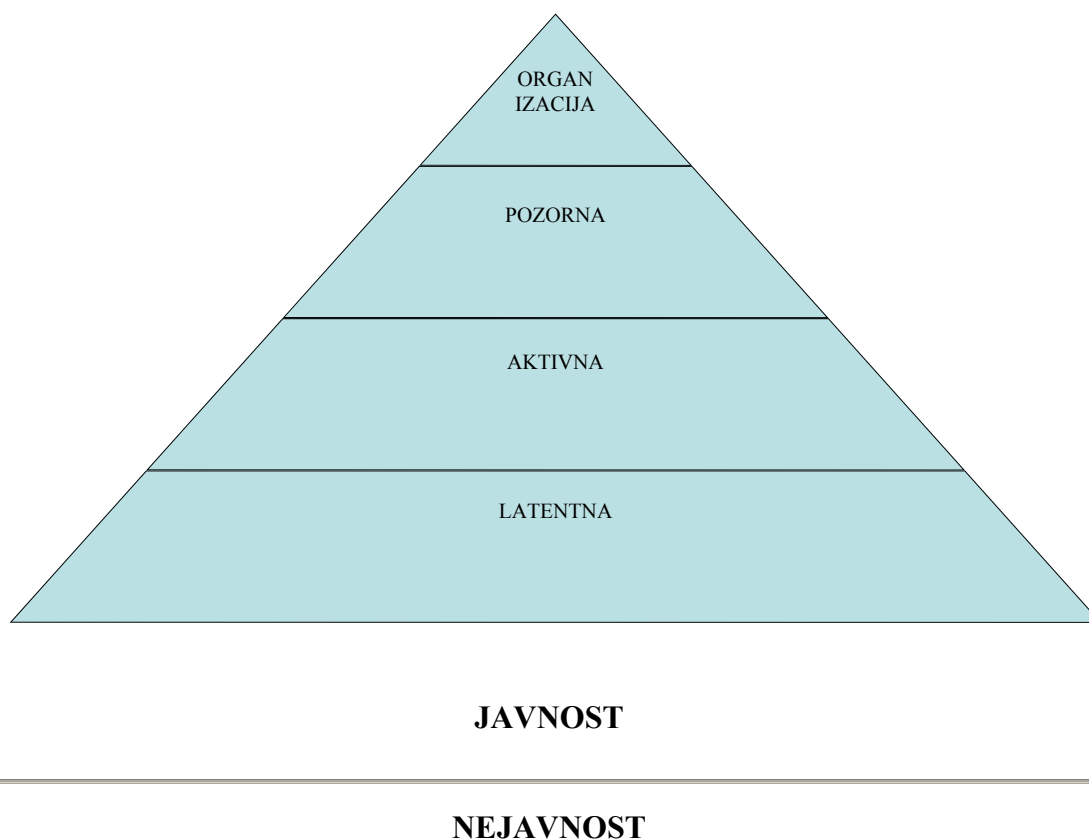 ORGAN
IZACIJA
POZORNA
AKTIVNA
LATENTNA
JAVNOST
NEJAVNOST